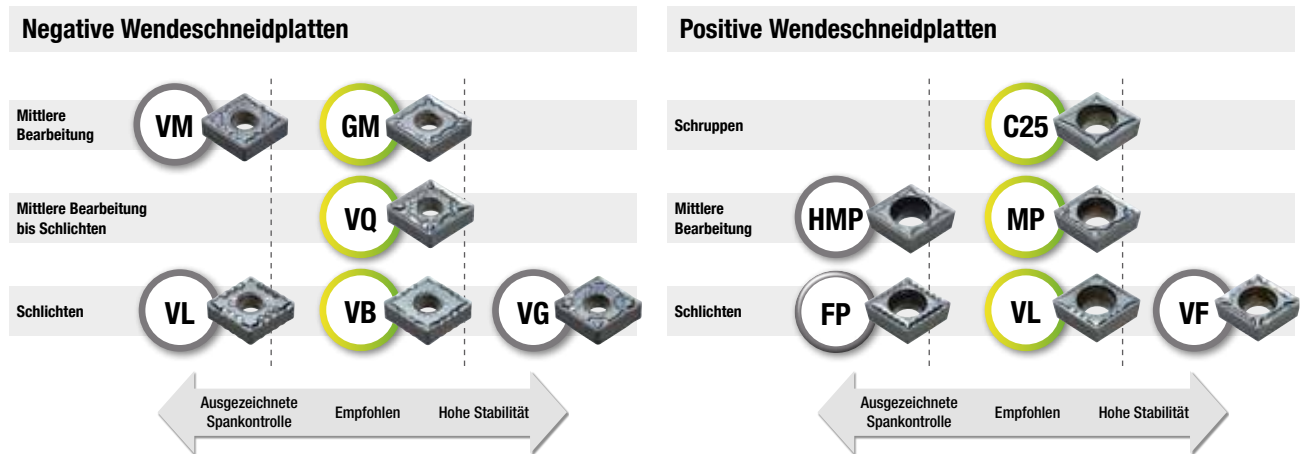 Negative Wendeschneidplatten
Mittlere
Bearbeitung
VM
GM
Mittlere Bearbeitung
bis Schlichten
VQ
Schlichten
VL
VB
VG
Ausgezeichnete
Spankontrolle
Empfohlen
Hohe Stabilität
Positive Wendeschneidplatten
Schruppen
C25
Mittlere
Bearbeitung
HMP
MP
Schlichten
FP
VL
VF
Ausgezeichnete
Spankontrolle
Empfohlen
Hohe Stabilität